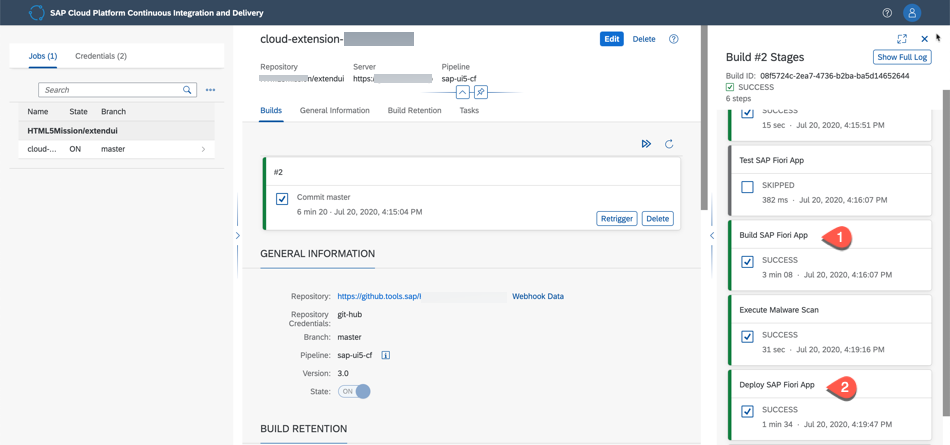 SAP Cloud Platform Continuous Integration and Delivery
Jobs (1)
Credentials (2)
Search
Name
State
Branch
HTML5Mission/extendui
cloud-...
ON
master
cloud-extension-
Edit
Delete
Repository
Server
Pipeline
/extendui
https:/
sap-ui5-cf
Builds
General Information
Build Retention
Tasks
#2
Commit master
6 min 20 · Jul 20, 2020, 4:15:04 PM
Retrigger
Delete
GENERAL INFORMATION
Repository:
https://github.tools.sap/
Webhook Data
Repository
Credentials:
git-hub
Branch:
master
Pipeline:
sap-ui5-cf
Version:
3.0
State:
ON
BUILD RETENTION
Build #2 Stages
Show Full Log
Build ID: 08f5724c-2ea7-4736-b2ba-ba5d14652644
SUCCESS
6 steps
SUCCESS
15 sec · Jul 20, 2020, 4:15:51 PM
Test SAP Fiori App
SKIPPED
382 ms · Jul 20, 2020, 4:16:07 PM
Build SAP Fiori App
1
SUCCESS
3 min 08 · Jul 20, 2020, 4:16:07 PM
Execute Malware Scan
SUCCESS
31 sec · Jul 20, 2020, 4:19:16 PM
Deploy SAP Fiori App
2
SUCCESS
1 min 34 · Jul 20, 2020, 4:19:47 PM